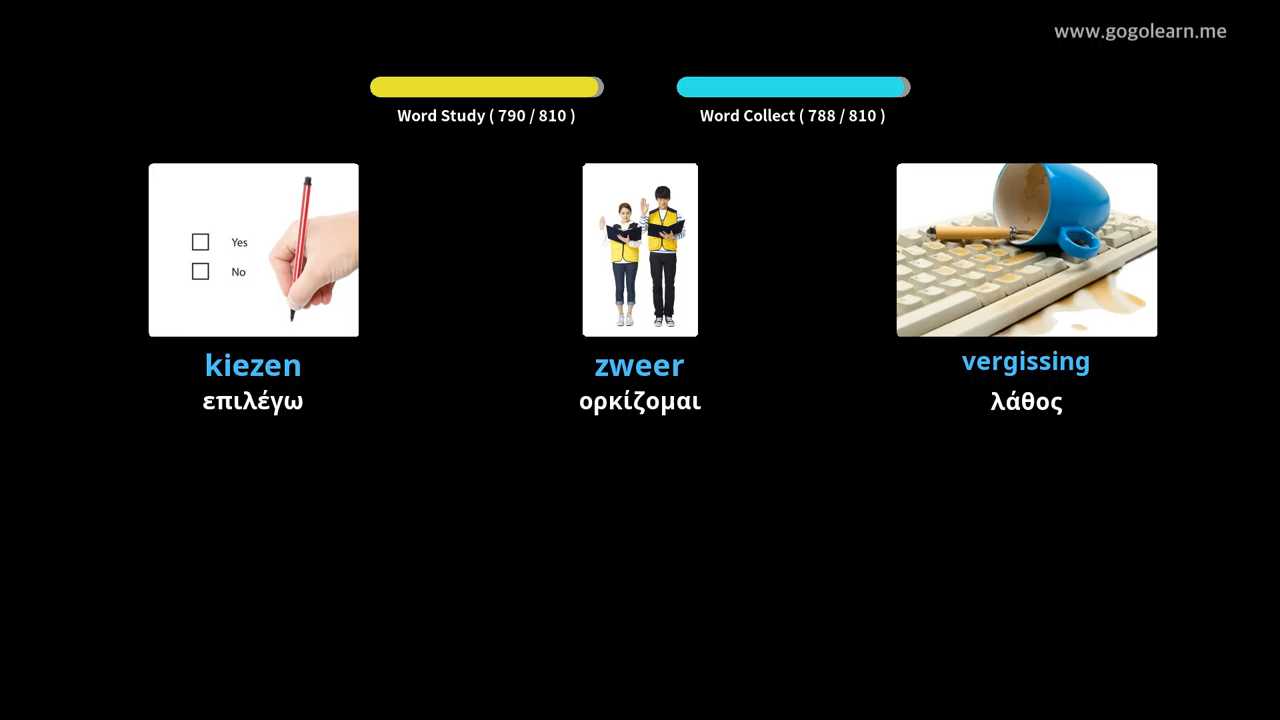 www.gogolearn.me
Word Study ( 790 / 810 )
Word Collect ( 788 / 810 )
Yes
No
kiezen
επιλέγω
zweer
ορκίζομαι
vergissing
λάθος